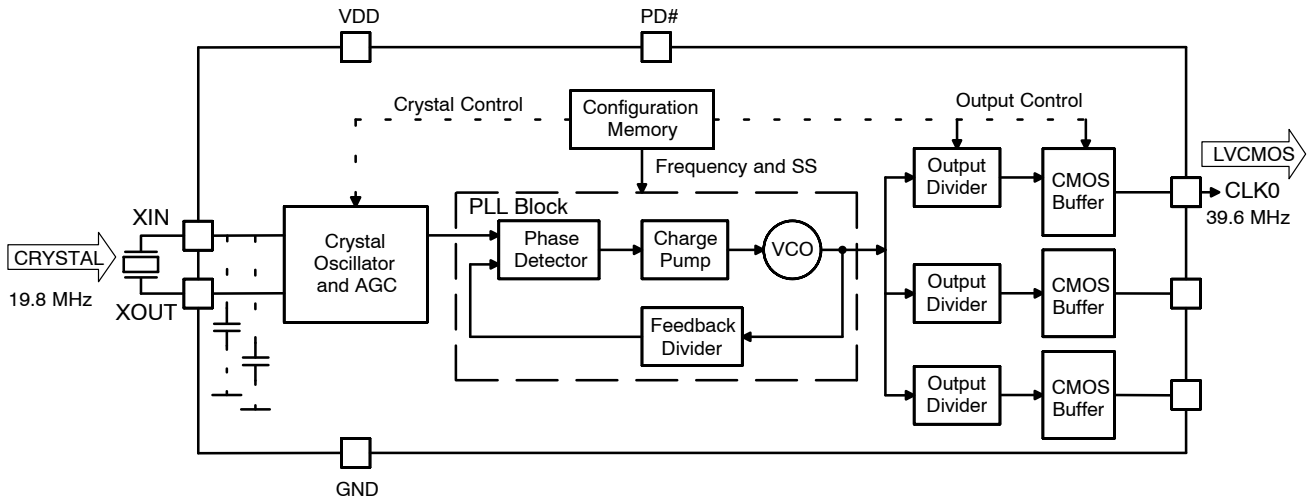 VDD
PD#
Crystal Control
Configuration
Memory
Output Control
Frequency and SS
LVCMOS
CLK0
39.6 MHz
XIN
CRYSTAL
19.8 MHz
XOUT
Crystal
Oscillator
and AGC
PLL Block
Phase
Detector
Charge
Pump
VCO
Feedback
Divider
Output
Divider
CMOS
Buffer
Output
Divider
CMOS
Buffer
Output
Divider
CMOS
Buffer
GND